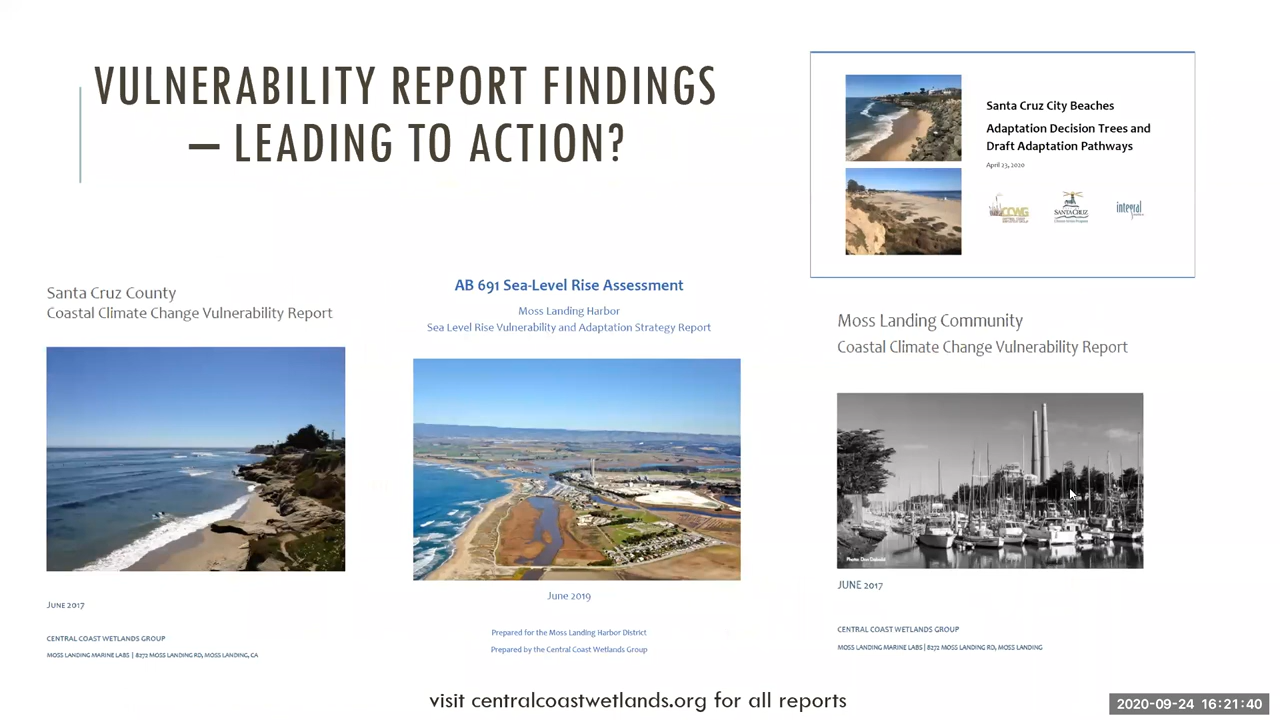 VULNERABILITY REPORT FINDINGS
– LEADING TO ACTION?
Santa Cruz City Beaches
Adaptation Decision Trees and
Draft Adaptation Pathways
April 23, 2020
CCWG
SANTA CRUZ
integral
Santa Cruz County
Coastal Climate Change Vulnerability Report
JUNE 2017
CENTRAL COAST WETLANDS GROUP
MOSS LANDING MARINE LABS | 8272 MOSS LANDING RD, MOSS LANDING, CA
AB 691 Sea-Level Rise Assessment
Moss Landing Harbor
Sea Level Rise Vulnerability and Adaptation Strategy Report
June 2019
Prepared for the Moss Landing Harbor District
Prepared by the Central Coast Wetlands Group
Moss Landing Community
Coastal Climate Change Vulnerability Report
JUNE 2017
CENTRAL COAST WETLANDS GROUP
MOSS LANDING MARINE LABS | 8272 MOSS LANDING RD, MOSS LANDING
visit centralcoastwetlands.org for all reports
2020-09-24 16:21:40